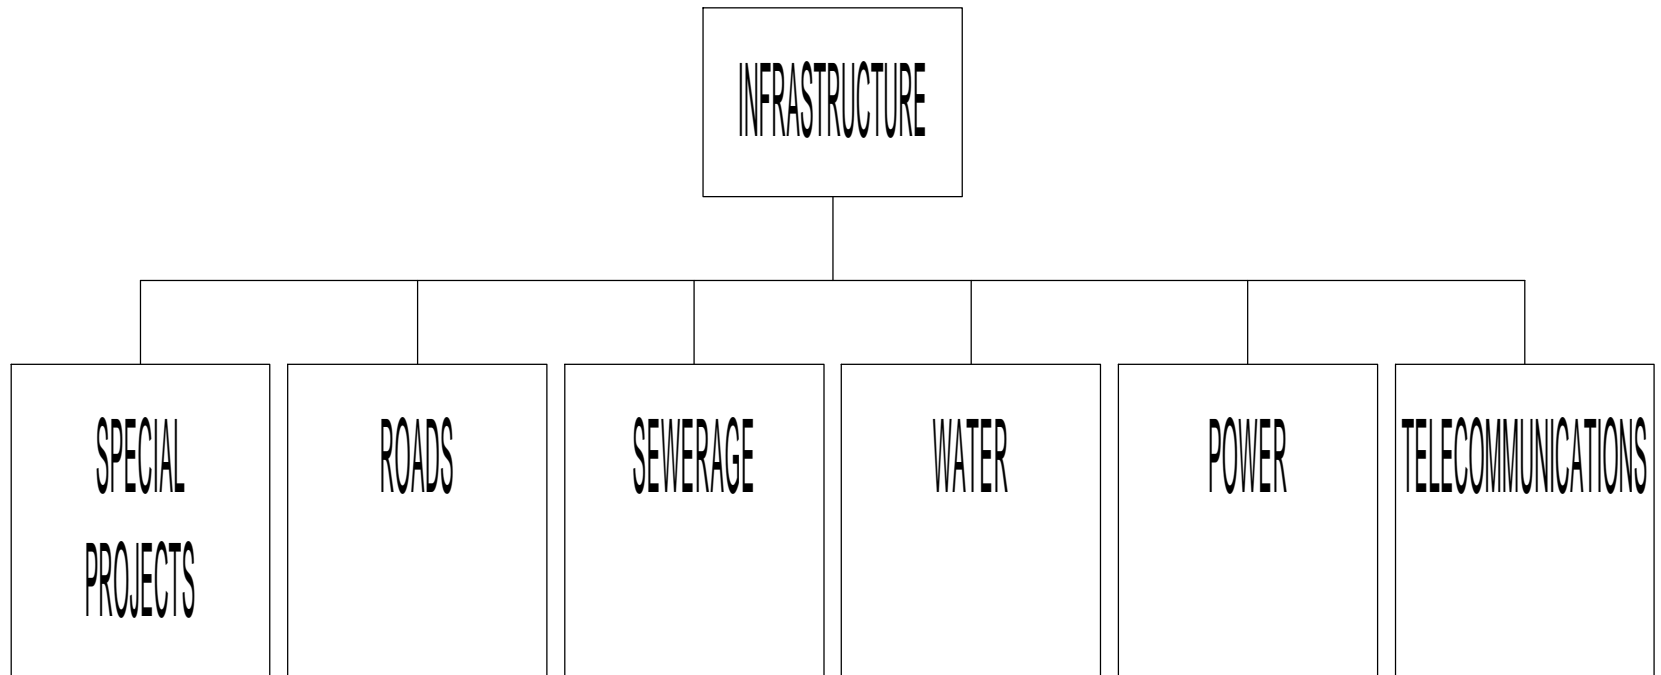 INFRASTRUCTURE
SPECIAL
PROJECTS
ROADS
SEWERAGE
WATER
POWER
TELECOMMUNICATIONS